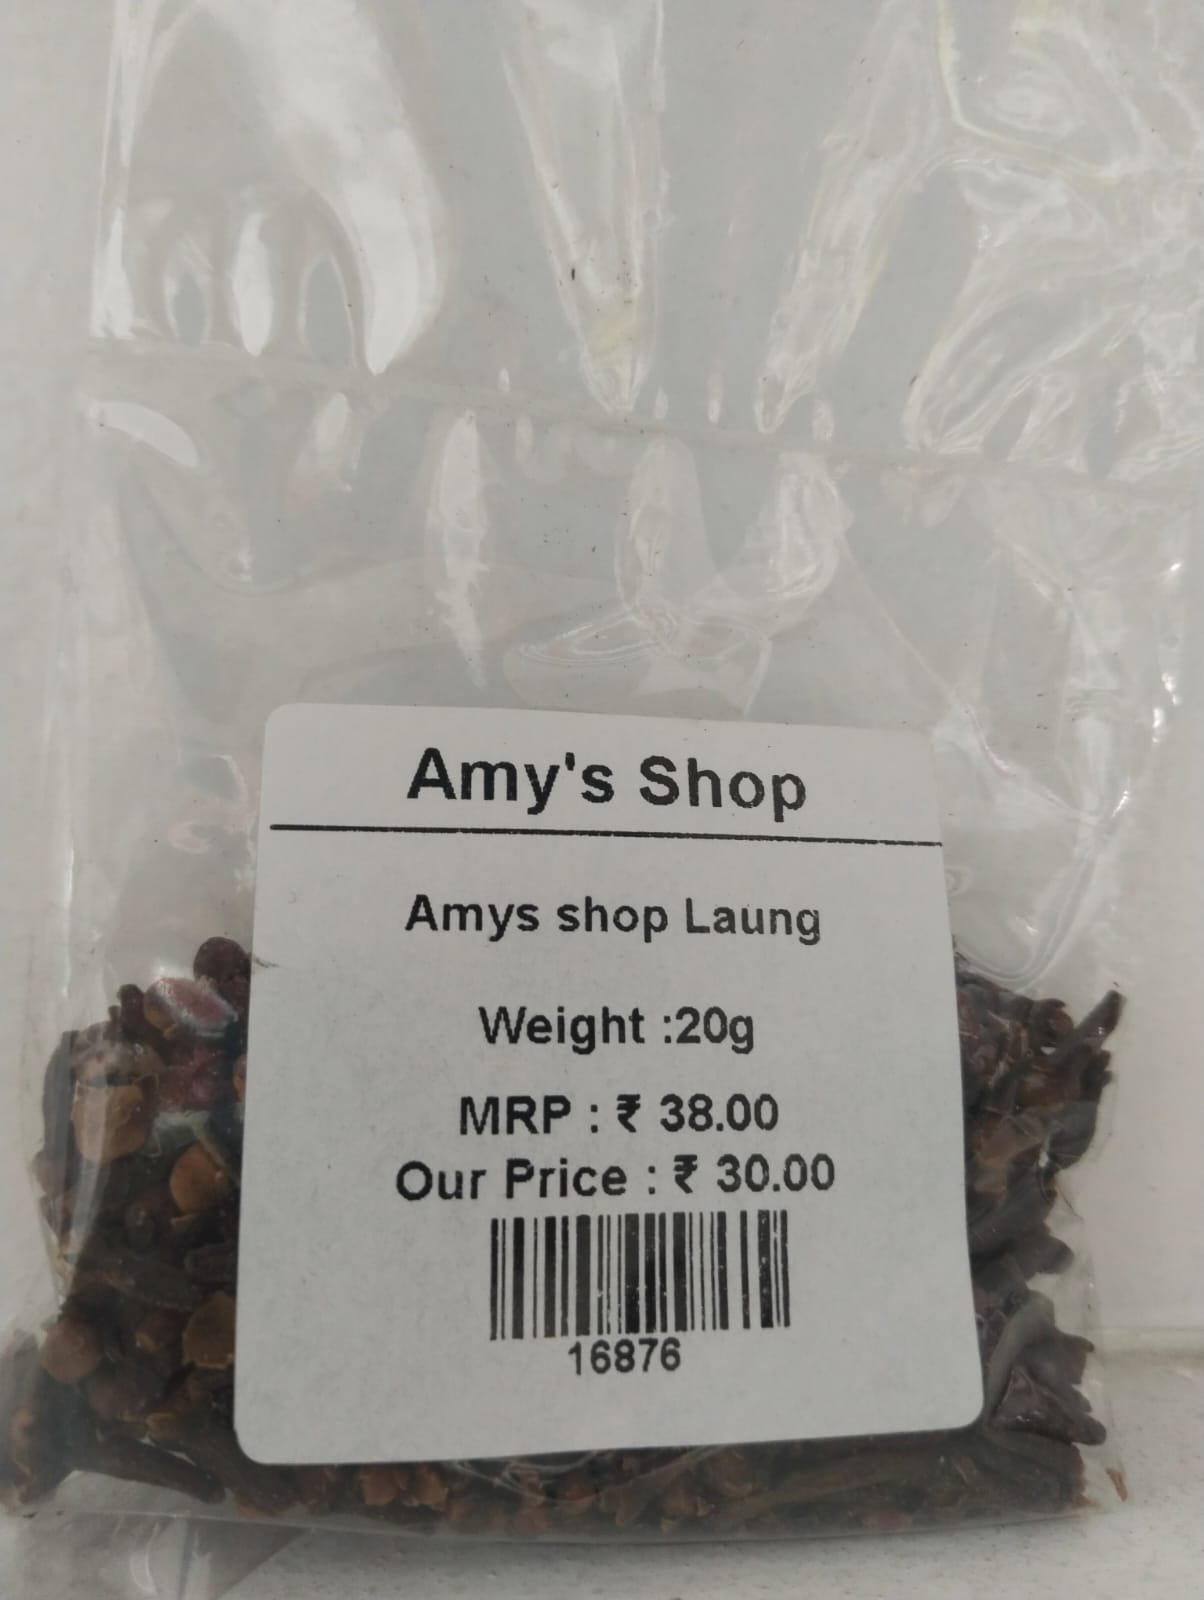 Amy's Shop
Amys shop Laung
Weight :20g
MRP : ₹ 38.00
Our Price : ₹ 30.00
16876